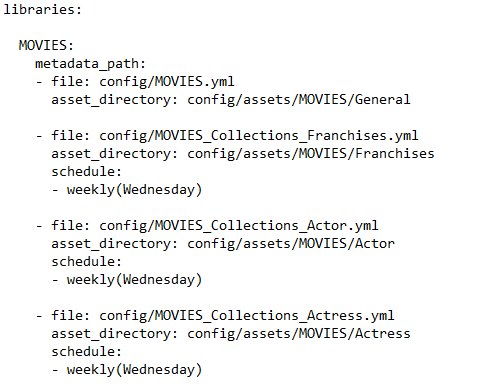 libraries:
MOVIES:
metadata_path:
- file: config/MOVIES.yml
asset_directory: config/assets/MOVIES/General
- file: config/MOVIES_Collections_Franchises.yml
asset_directory: config/assets/MOVIES/Franchises
schedule:
- weekly(Wednesday)
- file: config/MOVIES_Collections_Actor.yml
asset_directory: config/assets/MOVIES/Actor
schedule:
- weekly(Wednesday)
- file: config/MOVIES_Collections_Actress.yml
asset_directory: config/assets/MOVIES/Actress
schedule:
- weekly(Wednesday)